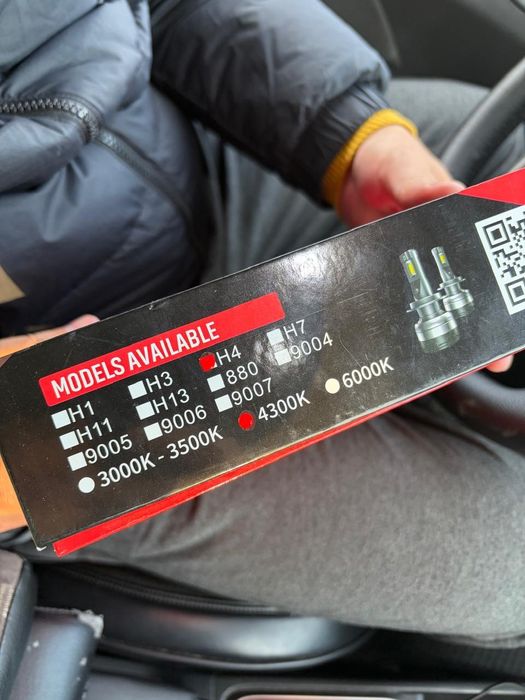 MODELS AVAILABLE
H1 H3 H4 H7
H11 H13 880 9004
9005 9006 9007
3000K - 3500K 4300K 6000K